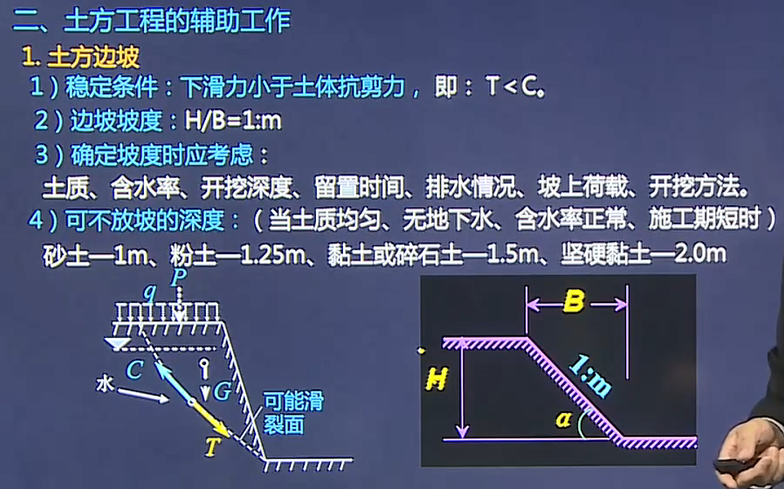 二、土方工程的辅助工作
1. 土方边坡
1）稳定条件：下滑力小于土体抗剪力， 即： T＜C。
2）边坡坡度：H/B=1:m
3）确定坡度时应考虑：
土质、含水率、开挖深度、留置时间、排水情况、坡上荷载、开挖方法。
4）可不放坡的深度：（当土质均匀、无地下水、含水率正常、施工期短时）
砂土—1m、粉土—1.25m、黏土或碎石土—1.5m、坚硬黏土—2.0m
P
q
C
水
G
可能滑
裂面
T
B
1:m
H
α